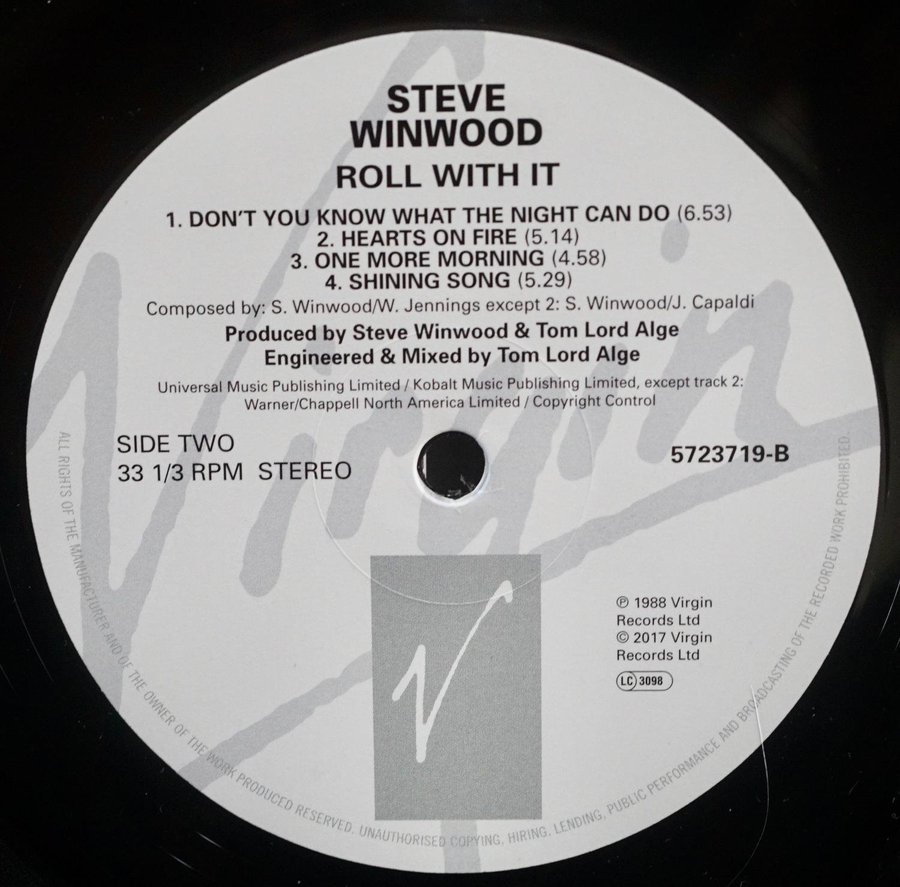 STEVE
WINWOOD
ROLL WITH IT
1. DON'T YOU KNOW WHAT THE NIGHT CAN DO (6.53)
2. HEARTS ON FIRE (5.14)
3. ONE MORE MORNING (4.58)
4. SHINING SONG (5.29)
Composed by: S. Winwood/W. Jennings except 2: S. Winwood/J. Capaldi
Produced by Steve Winwood & Tom Lord Alge
Engineered & Mixed by Tom Lord Alge
Universal Music Publishing Limited / Kobalt Music Publishing Limited, except track 2:
Warner/Chappell North America Limited / Copyright Control
SIDE TWO
33 1/3 RPM STEREO
5723719-B
Virgin
℗ 1988 Virgin
Records Ltd
© 2017 Virgin
Records Ltd
LC 3098
V
ALL RIGHTS OF THE MANUFACTURER AND OF THE OWNER OF THE WORK PRODUCED RESERVED. UNAUTHORISED COPYING. HIRING. LENDING, PUBLIC PERFORMANCE AND BROADCASTING OF THE RECORDED WORK PROHIBITED.